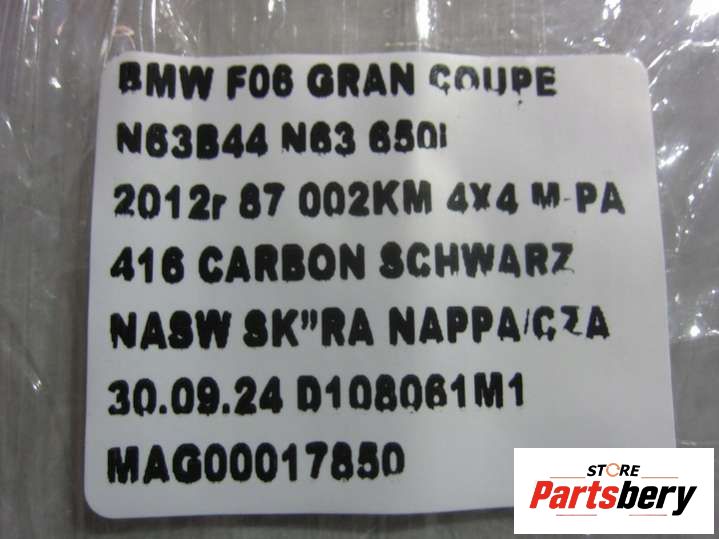 BMW F06 GRAN COUPE
N63B44 N63 650i
2012r 87 002KM 4X4 M-PA
416 CARBON SCHWARZ
NASW SK"RA NAPPA/CZA
30.09.24 D108061M1
MAG00017850
STORE
Partsbery